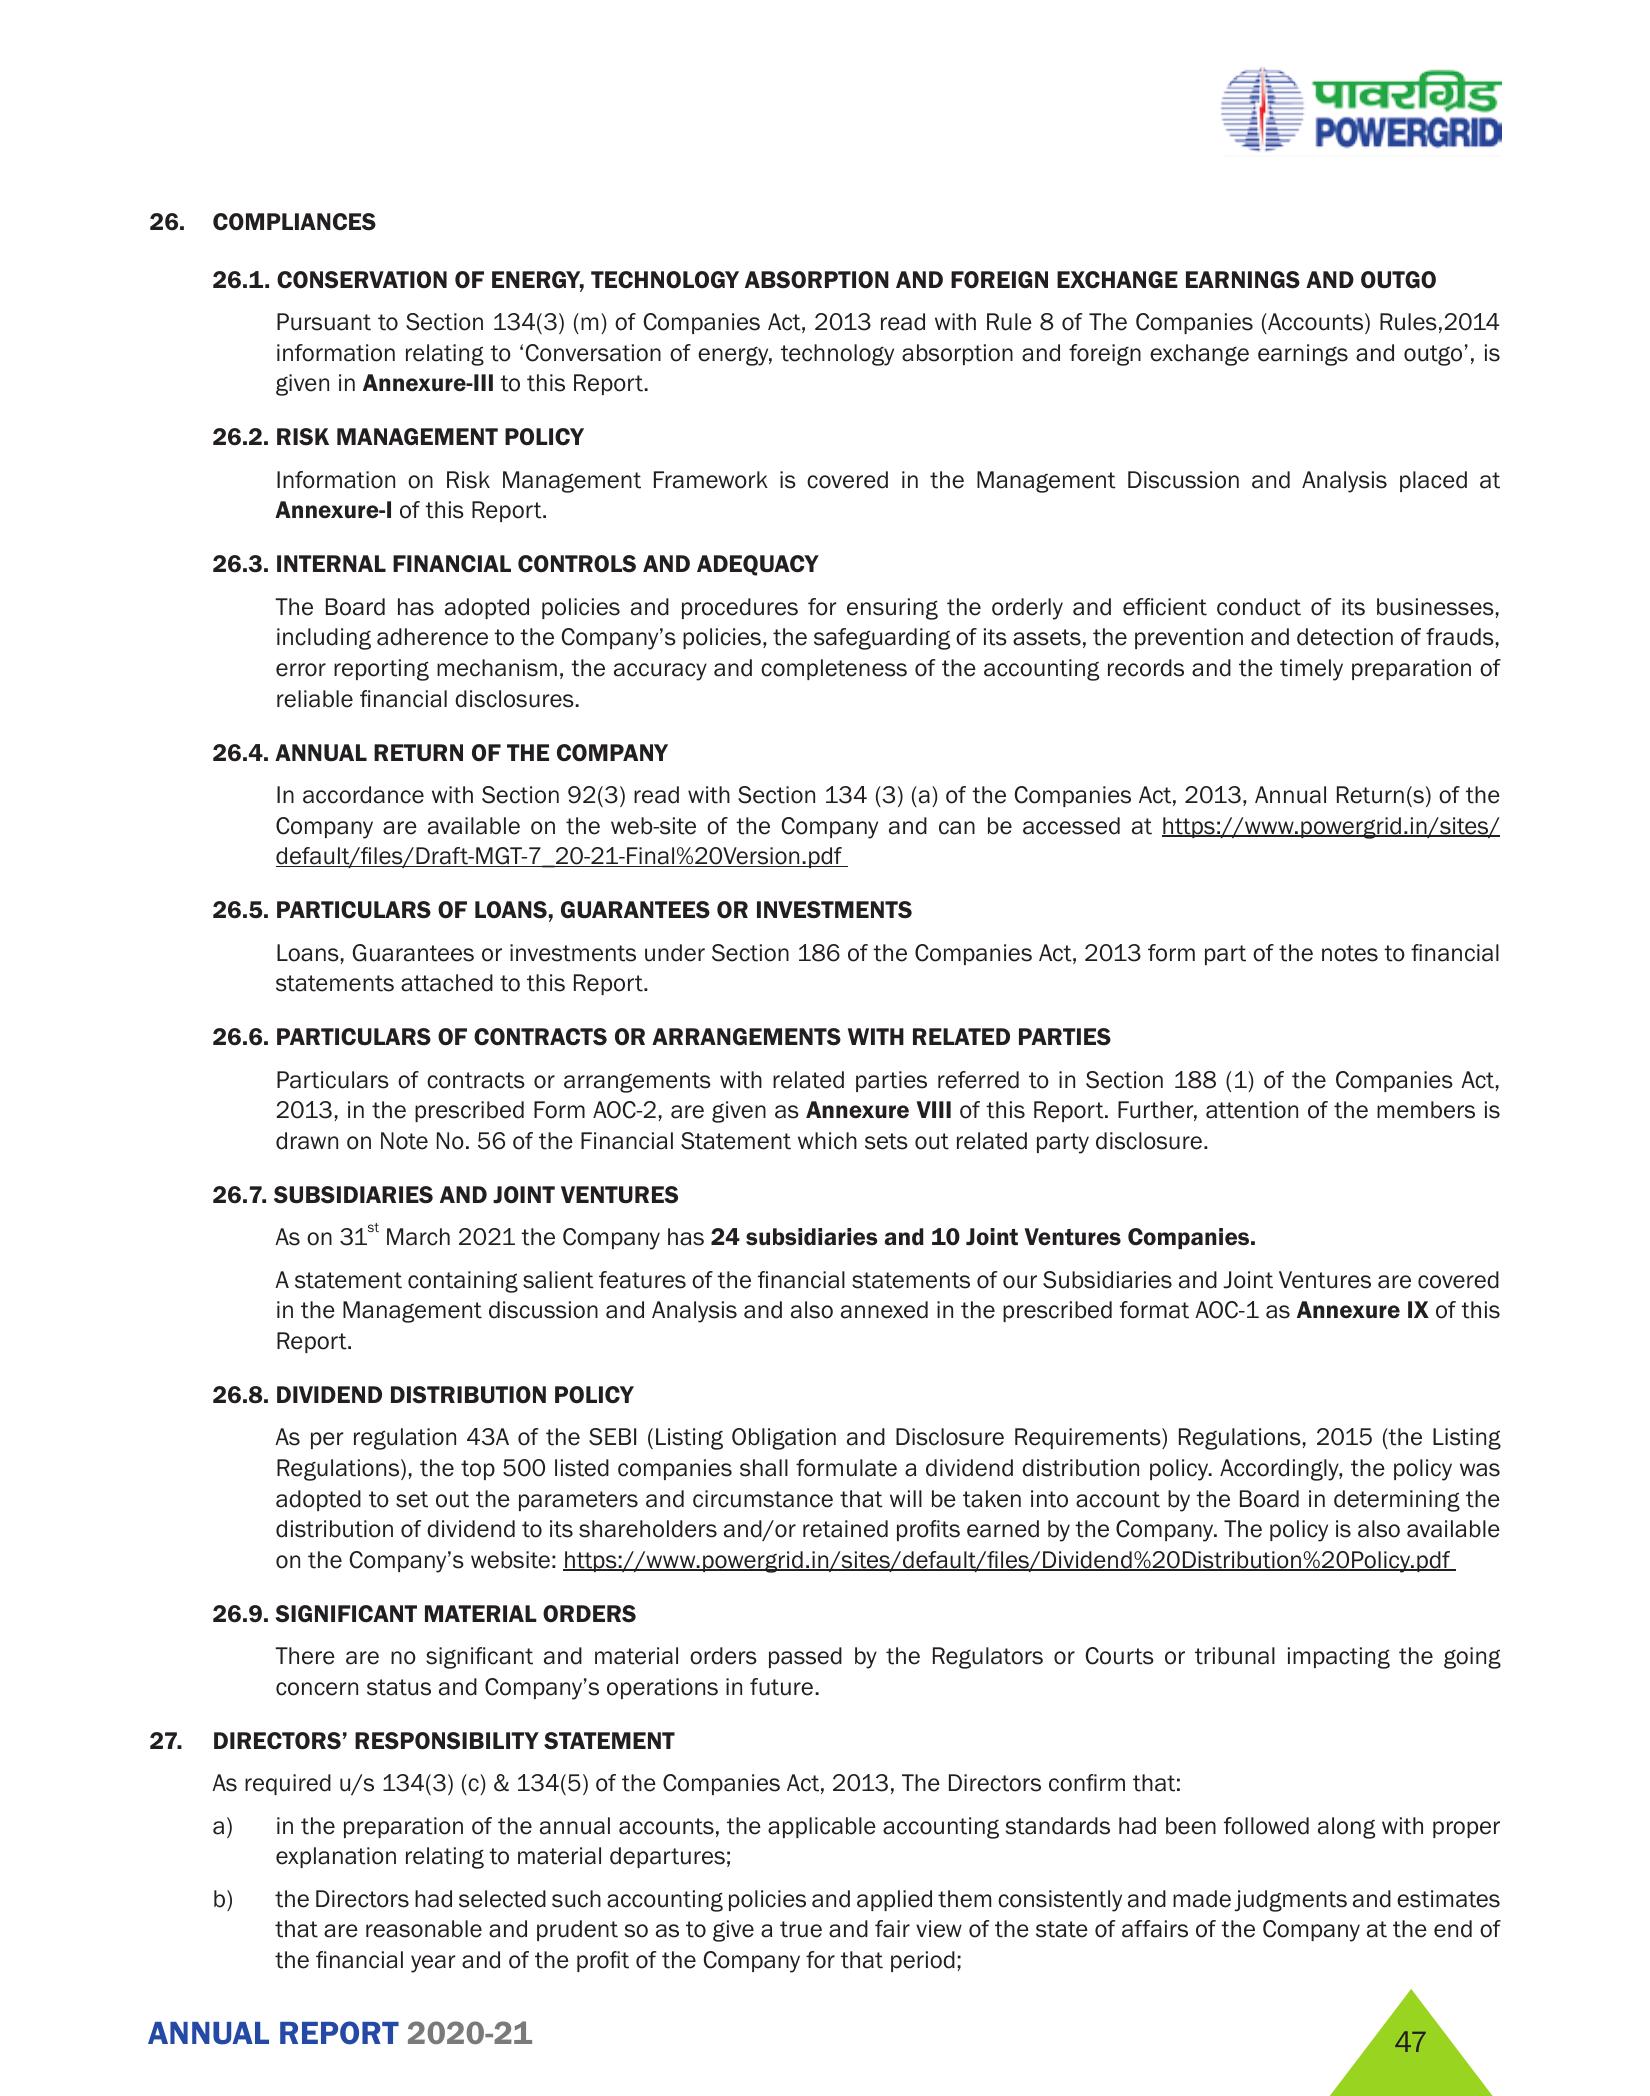 पावरग्रिड
POWERGRID
26. COMPLIANCES
26.1. CONSERVATION OF ENERGY, TECHNOLOGY ABSORPTION AND FOREIGN EXCHANGE EARNINGS AND OUTGO
Pursuant to Section 134(3) (m) of Companies Act, 2013 read with Rule 8 of The Companies (Accounts) Rules,2014
information relating to ‘Conversation of energy, technology absorption and foreign exchange earnings and outgo’, is
given in Annexure-III to this Report.
26.2. RISK MANAGEMENT POLICY
Information on Risk Management Framework is covered in the Management Discussion and Analysis placed at
Annexure-I of this Report.
26.3. INTERNAL FINANCIAL CONTROLS AND ADEQUACY
The Board has adopted policies and procedures for ensuring the orderly and efficient conduct of its businesses,
including adherence to the Company’s policies, the safeguarding of its assets, the prevention and detection of frauds,
error reporting mechanism, the accuracy and completeness of the accounting records and the timely preparation of
reliable financial disclosures.
26.4. ANNUAL RETURN OF THE COMPANY
In accordance with Section 92(3) read with Section 134 (3) (a) of the Companies Act, 2013, Annual Return(s) of the
Company are available on the web-site of the Company and can be accessed at https://www.powergrid.in/sites/
default/files/Draft-MGT-7_20-21-Final%20Version.pdf
26.5. PARTICULARS OF LOANS, GUARANTEES OR INVESTMENTS
Loans, Guarantees or investments under Section 186 of the Companies Act, 2013 form part of the notes to financial
statements attached to this Report.
26.6. PARTICULARS OF CONTRACTS OR ARRANGEMENTS WITH RELATED PARTIES
Particulars of contracts or arrangements with related parties referred to in Section 188 (1) of the Companies Act,
2013, in the prescribed Form AOC-2, are given as Annexure VIII of this Report. Further, attention of the members is
drawn on Note No. 56 of the Financial Statement which sets out related party disclosure.
26.7. SUBSIDIARIES AND JOINT VENTURES
As on 31st March 2021 the Company has 24 subsidiaries and 10 Joint Ventures Companies.
A statement containing salient features of the financial statements of our Subsidiaries and Joint Ventures are covered
in the Management discussion and Analysis and also annexed in the prescribed format AOC-1 as Annexure IX of this
Report.
26.8. DIVIDEND DISTRIBUTION POLICY
As per regulation 43A of the SEBI (Listing Obligation and Disclosure Requirements) Regulations, 2015 (the Listing
Regulations), the top 500 listed companies shall formulate a dividend distribution policy. Accordingly, the policy was
adopted to set out the parameters and circumstance that will be taken into account by the Board in determining the
distribution of dividend to its shareholders and/or retained profits earned by the Company. The policy is also available
on the Company’s website: https://www.powergrid.in/sites/default/files/Dividend%20Distribution%20Policy.pdf
26.9. SIGNIFICANT MATERIAL ORDERS
There are no significant and material orders passed by the Regulators or Courts or tribunal impacting the going
concern status and Company’s operations in future.
27. DIRECTORS’ RESPONSIBILITY STATEMENT
As required u/s 134(3) (c) & 134(5) of the Companies Act, 2013, The Directors confirm that:
a) in the preparation of the annual accounts, the applicable accounting standards had been followed along with proper
explanation relating to material departures;
b) the Directors had selected such accounting policies and applied them consistently and made judgments and estimates
that are reasonable and prudent so as to give a true and fair view of the state of affairs of the Company at the end of
the financial year and of the profit of the Company for that period;
ANNUAL REPORT 2020-21
47